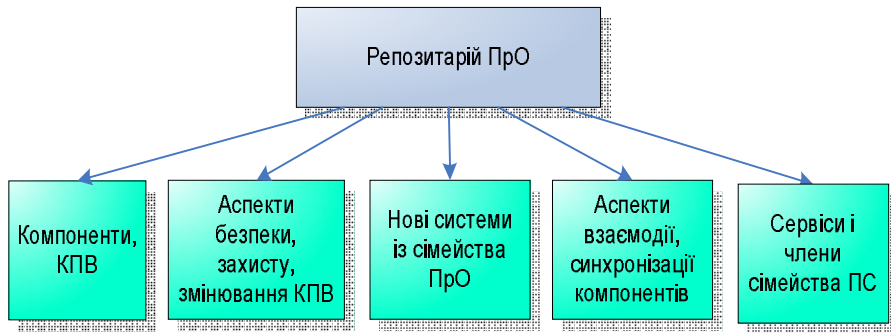 Репозитарій ПрО
Компоненти,
КПВ
Аспекти
безпеки,
захисту,
змінювання КПВ
Нові системи
із сімейства
ПрО
Аспекти
взаємодії,
синхронізації
компонентів
Сервіси і
члени
сімейства ПС